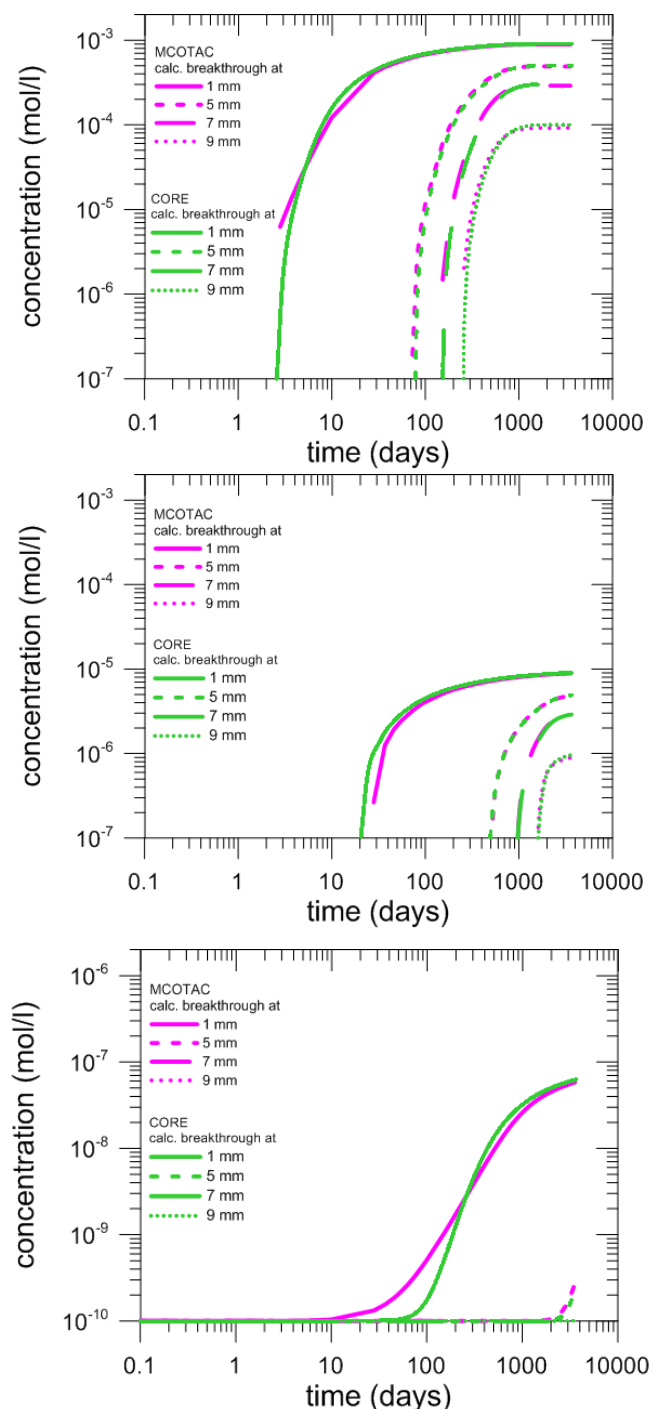 concentration (mol/l)
10-3
10-4
10-5
10-6
10-7
MCOTAC
calc. breakthrough at
1 mm
5 mm
7 mm
9 mm
CORE
calc. breakthrough at
1 mm
5 mm
7 mm
9 mm
0.1 1 10 100 1000 10000
time (days)
concentration (mol/l)
10-3
10-4
10-5
10-6
10-7
MCOTAC
calc. breakthrough at
1 mm
5 mm
7 mm
9 mm
CORE
calc. breakthrough at
1 mm
5 mm
7 mm
9 mm
0.1 1 10 100 1000 10000
time (days)
concentration (mol/l)
10-6
10-7
10-8
10-9
10-10
MCOTAC
calc. breakthrough at
1 mm
5 mm
7 mm
9 mm
CORE
calc. breakthrough at
1 mm
5 mm
7 mm
9 mm
0.1 1 10 100 1000 10000
time (days)